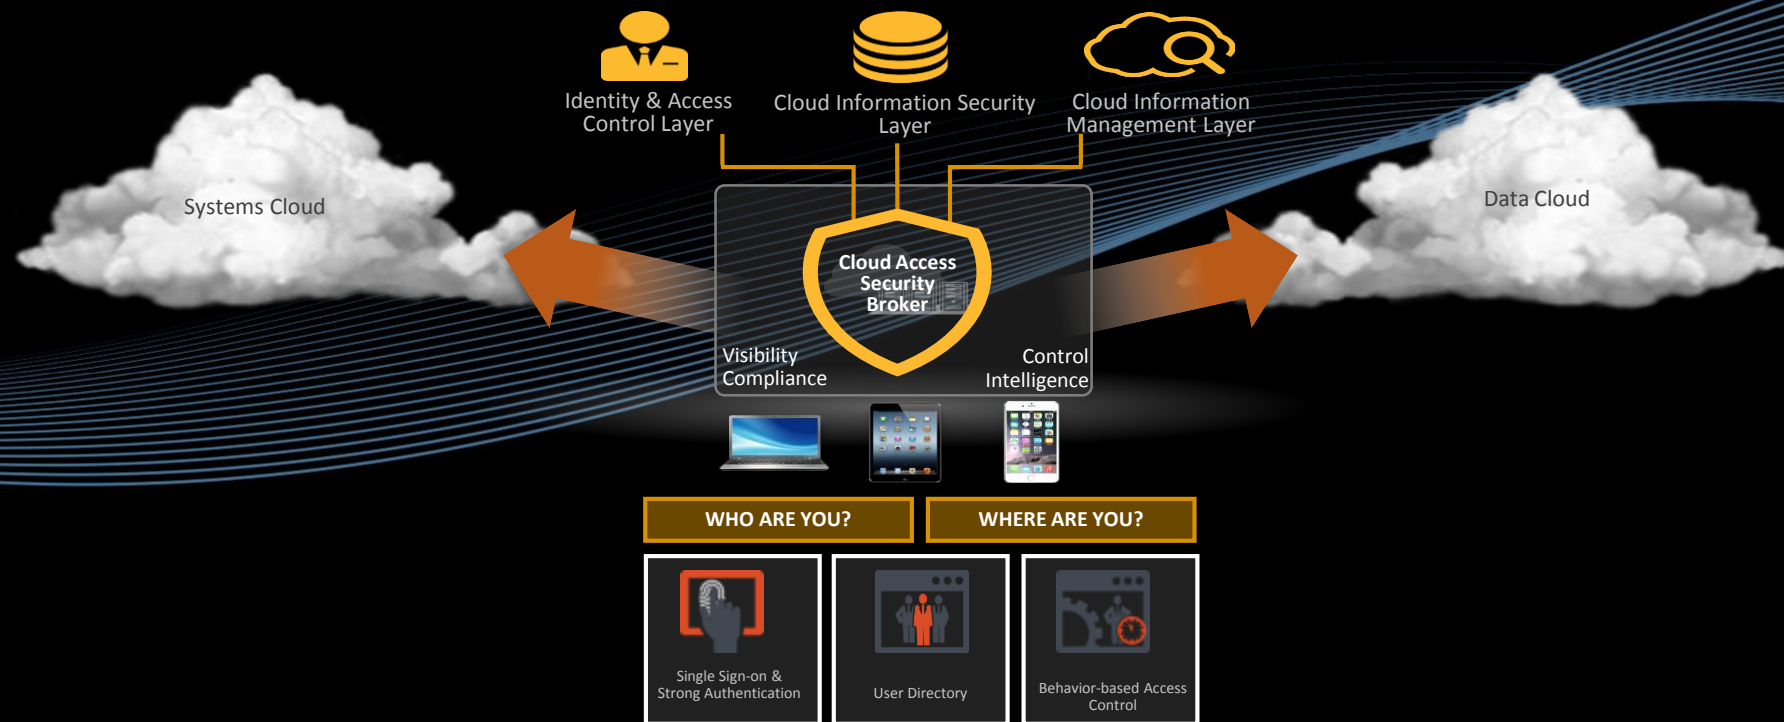 Identity & Access
Control Layer
Cloud Information Security
Layer
Cloud Information
Management Layer
Systems Cloud
Data Cloud
Cloud Access
Security
Broker
Visibility
Compliance
Control
Intelligence
WHO ARE YOU?
WHERE ARE YOU?
Single Sign-on &
Strong Authentication
User Directory
Behavior-based Access
Control